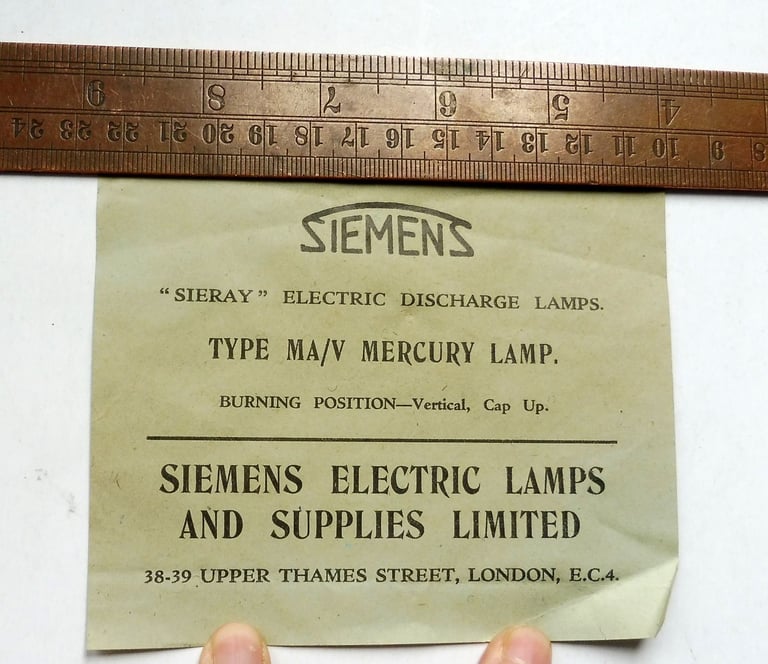 9 8 7 6 5 4
24 23 22 22 21 20 19 18 17 16 15 14 13 12 11 10 9 8
SIEMENS
“SIERAY” ELECTRIC DISCHARGE LAMPS.
TYPE MA/V MERCURY LAMP.
BURNING POSITION—Vertical, Cap Up.
SIEMENS ELECTRIC LAMPS
AND SUPPLIES LIMITED
38-39 UPPER THAMES STREET, LONDON, E.C.4.